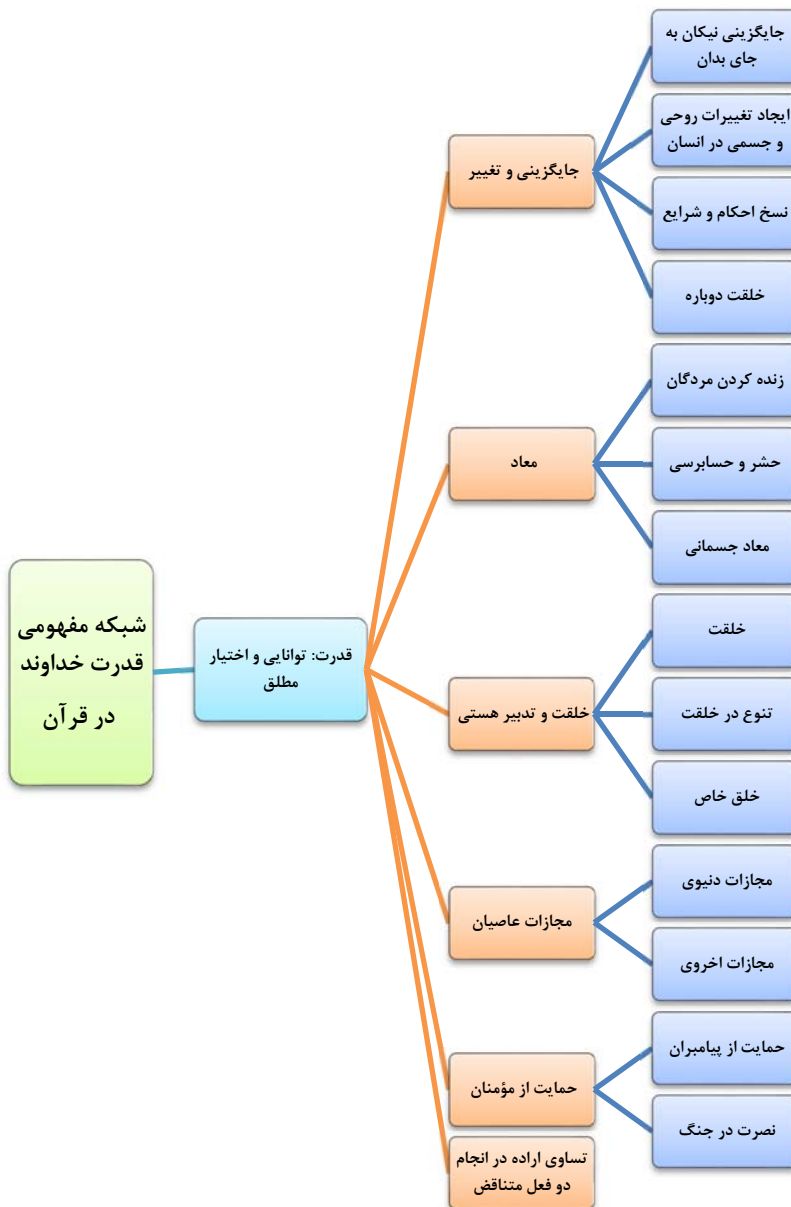 شبکه مفهومی
قدرت خداوند
در قرآن
قدرت: توانایی و اختیار
مطلق
جایگزینی و تغییر
جایگزینی نیکان به
جای بدان
ایجاد تغییرات روحی
و جسمی در انسان
نسخ احکام و شرایع
خلقت دوباره
معاد
زنده کردن مردگان
حشر و حسابرسی
معاد جسمانی
خلقت و تدبیر هستی
خلقت
تنوع در خلقت
خلق خاص
مجازات عاصیان
مجازات دنیوی
مجازات اخروی
حمایت از مؤمنان
حمایت از پیامبران
نصرت در جنگ
تساوی اراده در انجام
دو فعل متناقض